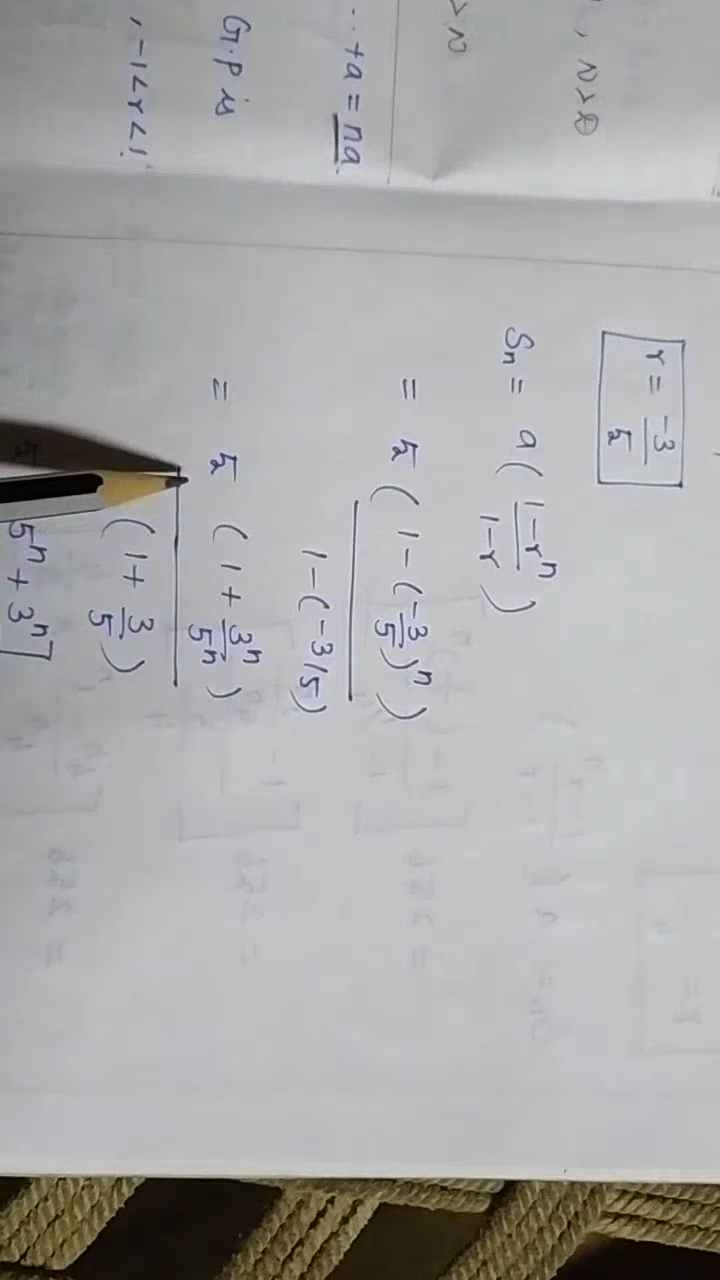 , n>0
> n
. . +a = na
G.P is
, -1<r<1.
r = -3/5
Sn = a ( (1-r^n)/(1-r) )
= 5 ( 1 - (-3/5)^n ) / 1-(-3/5)
= 5 ( 1 + 3^n/5^n ) / ( 1 + 3/5 )
5^n + 3^n ]